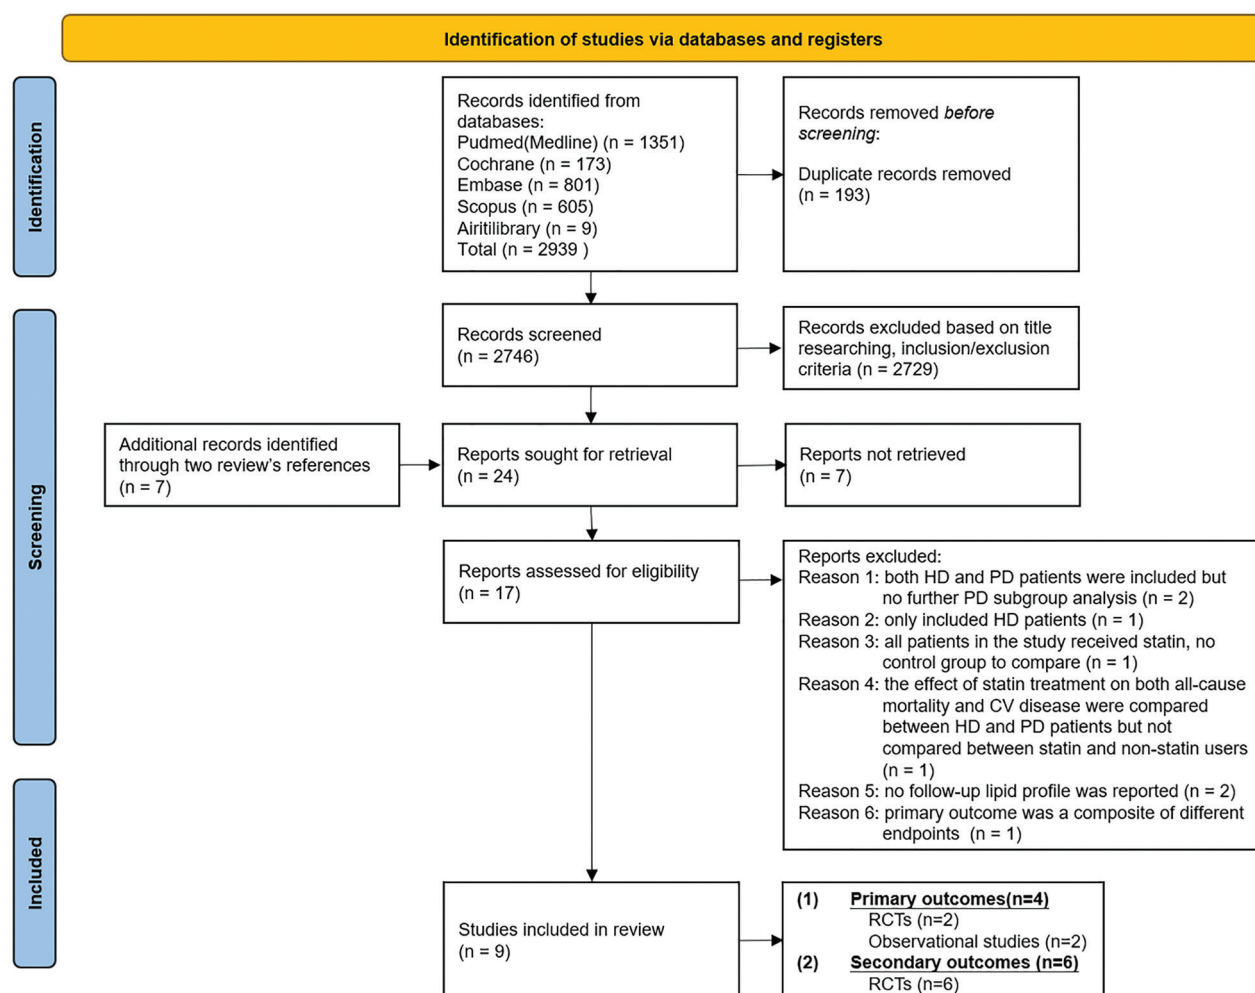 Identification of studies via databases and registers
Identification
Records identified from
databases:
Pudmed(Medline) (n = 1351)
Cochrane (n = 173)
Embase (n = 801)
Scopus (n = 605)
Airitilibrary (n = 9)
Total (n = 2939 )
Records removed before
screening:
Duplicate records removed
(n = 193)
Screening
Records screened
(n = 2746)
Records excluded based on title
researching, inclusion/exclusion
criteria (n = 2729)
Additional records identified
through two review's references
(n = 7)
Reports sought for retrieval
(n = 24)
Reports not retrieved
(n = 7)
Reports assessed for eligibility
(n = 17)
Reports excluded:
Reason 1: both HD and PD patients were included but
no further PD subgroup analysis (n = 2)
Reason 2: only included HD patients (n = 1)
Reason 3: all patients in the study received statin, no
control group to compare (n = 1)
Reason 4: the effect of statin treatment on both all-cause
mortality and CV disease were compared
between HD and PD patients but not
compared between statin and non-statin users
(n = 1)
Reason 5: no follow-up lipid profile was reported (n = 2)
Reason 6: primary outcome was a composite of different
endpoints (n = 1)
Included
Studies included in review
(n = 9)
(1) Primary outcomes(n=4)
RCTs (n=2)
Observational studies (n=2)
(2) Secondary outcomes (n=6)
RCTs (n=6)